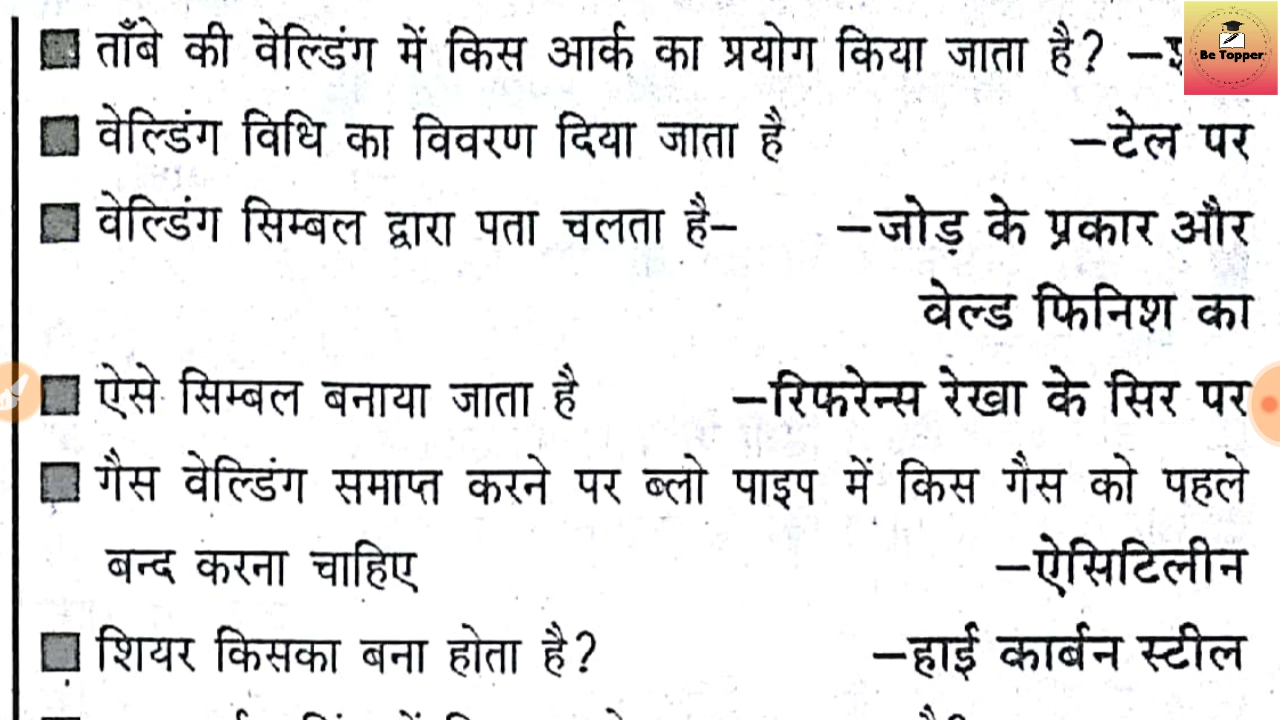 ताँबे की वेल्डिंग में किस आर्क का प्रयोग किया जाता है? –
Be Topper
वेल्डिंग विधि का विवरण दिया जाता है –टेल पर
वेल्डिंग सिम्बल द्वारा पता चलता है– –जोड़ के प्रकार और
वेल्ड फिनिश का
ऐसे सिम्बल बनाया जाता है –रिफरेन्स रेखा के सिर पर
गैस वेल्डिंग समाप्त करने पर ब्लो पाइप में किस गैस को पहले
बन्द करना चाहिए –ऐसिटिलीन
शियर किसका बना होता है? –हाई कार्बन स्टील